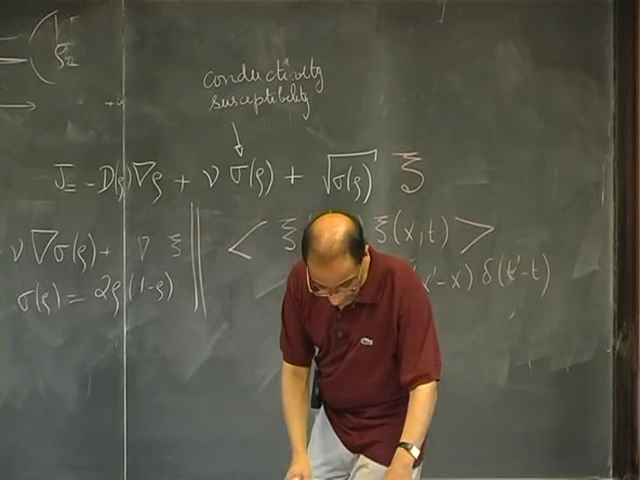 conductivity
susceptibility
J = -D(ρ)∇ρ + ν σ(ρ) + √σ(ρ) ξ
ν∇σ(ρ) + ∇ ξ
< ξ ξ(x,t) >
σ(ρ) = 2ρ(1-ρ)
(x'-x) δ(t'-t)